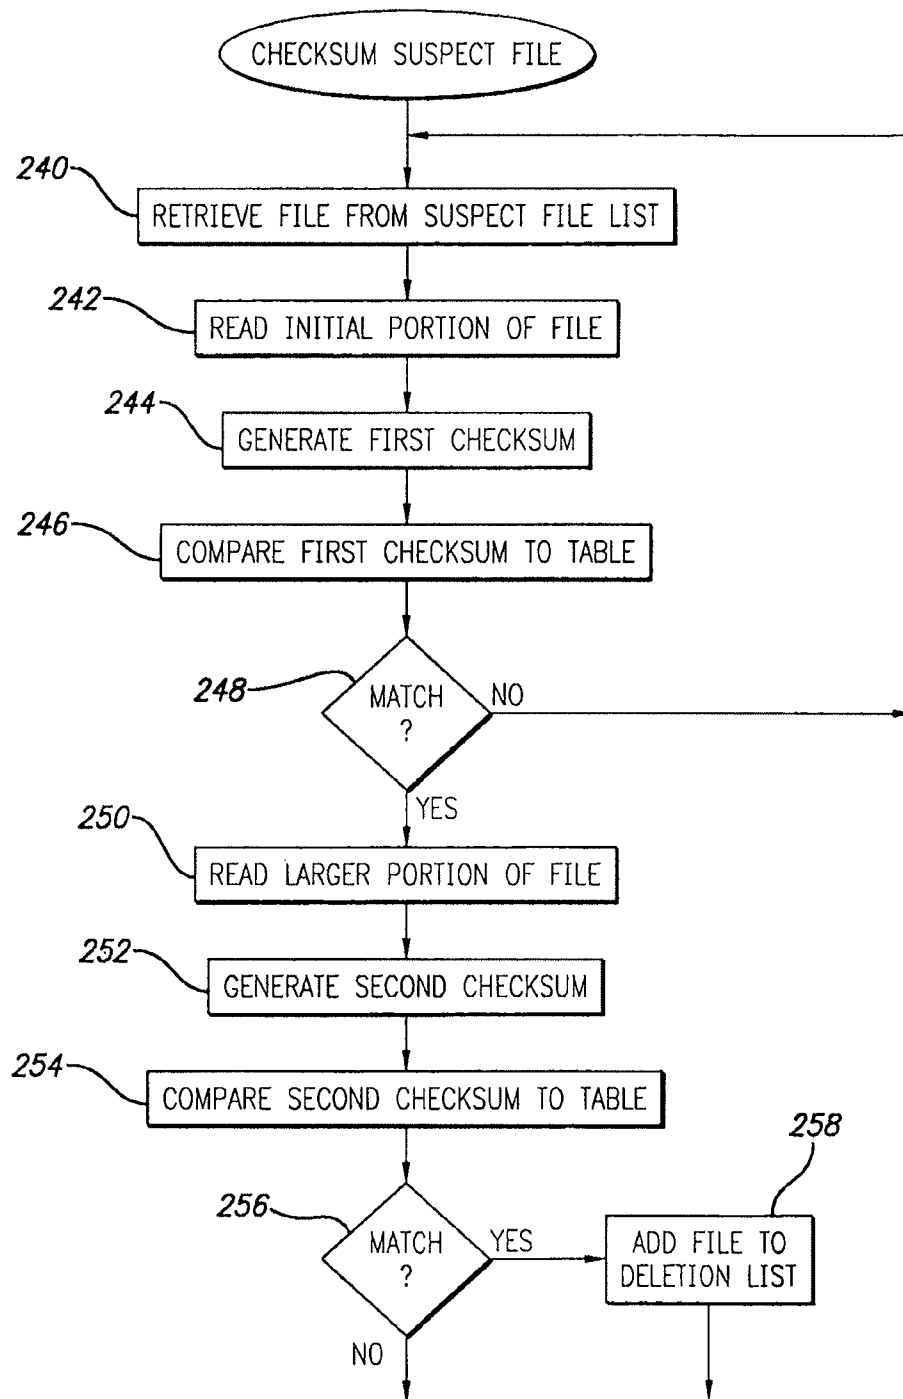 CHECKSUM SUSPECT FILE
240
RETRIEVE FILE FROM SUSPECT FILE LIST
242
READ INITIAL PORTION OF FILE
244
GENERATE FIRST CHECKSUM
246
COMPARE FIRST CHECKSUM TO TABLE
248
MATCH
?
NO
YES
250
READ LARGER PORTION OF FILE
252
GENERATE SECOND CHECKSUM
254
COMPARE SECOND CHECKSUM TO TABLE
256
MATCH
?
YES
NO
258
ADD FILE TO
DELETION LIST